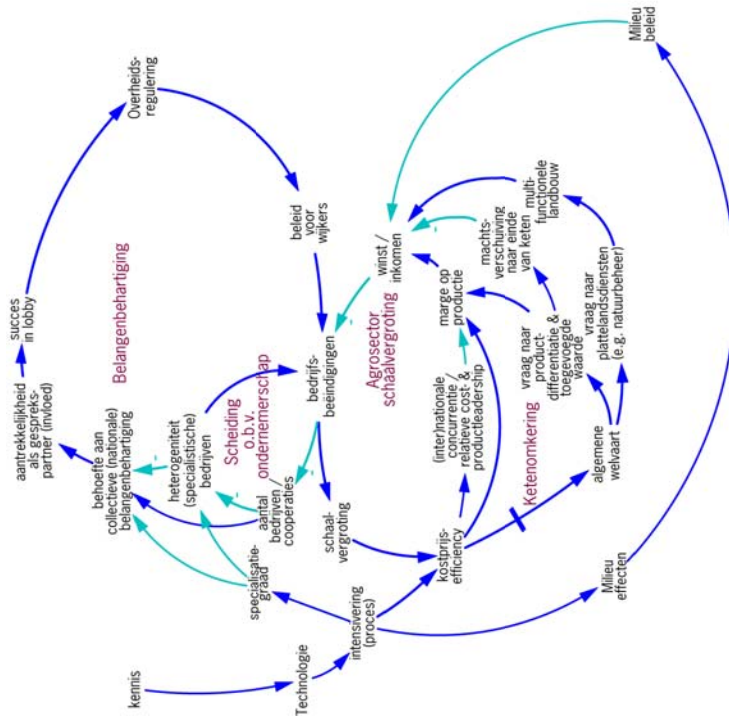 succes
in lobby
aantrekkelijkheid
als gespreks-
partner (invloed)
Overheids-
regulering
Belangenbehartiging
behoefte aan
collectieve (nationale)
belangenbehartiging
kennis
heterogeniteit
(specialistische)
bedrijven
specialisatie-
graad
Scheiding
o.b.v.
ondernemerschap
beleid
voor
wijkers
aantal
bedrijven /
cooperaties
Technologie
bedrijfs-
beëindigingen
schaal-
vergroting
intensivering
(proces)
Agrosector
schaalvergroting
winst /
inkomen
kostprijs-
efficiency
(inter)nationale
concurrentie /
relatieve cost- &
productleadership
marge op
productie
machts-
verschuiving
naar einde
van keten
Ketenomkering
vraag naar
product-
differentiatie &
toegevoegde
waarde
multi-
functionele
landbouw
algemene
welvaart
vraag naar
plattelandsdiensten
(e.g. natuurbeheer)
Milieu
effecten
Milieu
beleid